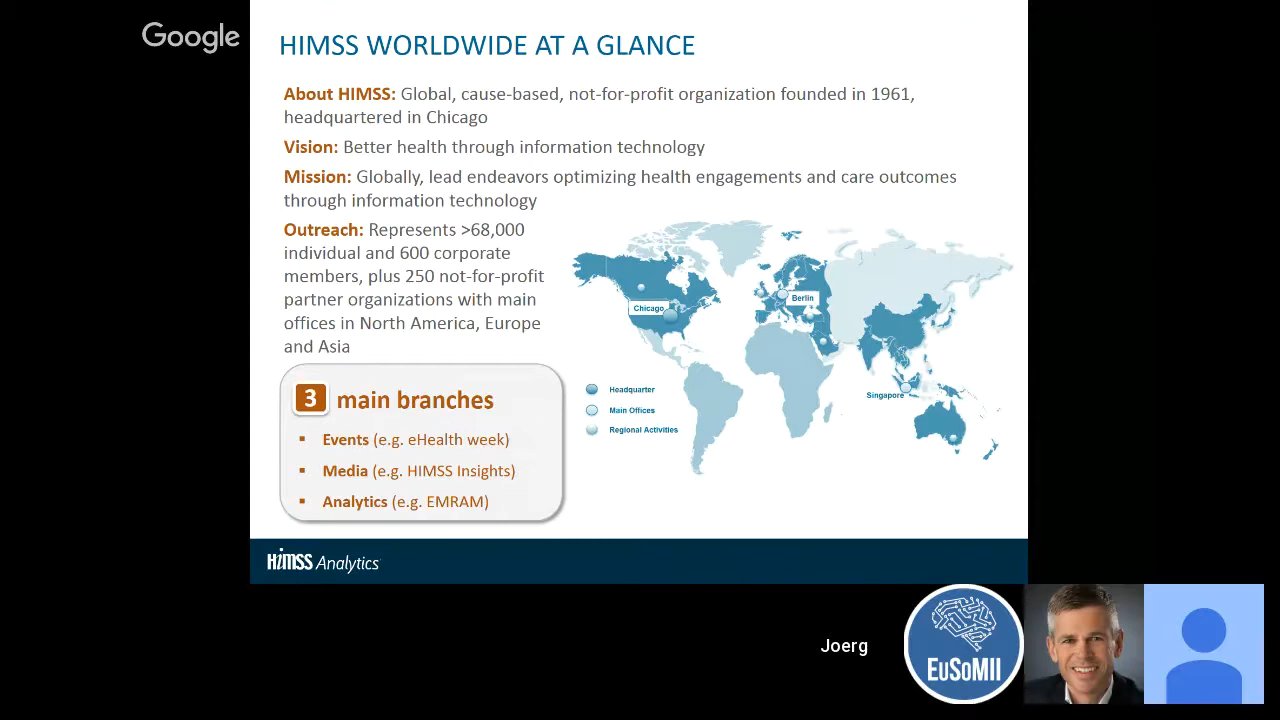 Google
HIMSS WORLDWIDE AT A GLANCE
About HIMSS: Global, cause-based, not-for-profit organization founded in 1961,
headquartered in Chicago
Vision: Better health through information technology
Mission: Globally, lead endeavors optimizing health engagements and care outcomes
through information technology
Outreach: Represents >68,000
individual and 600 corporate
members, plus 250 not-for-profit
partner organizations with main
offices in North America, Europe
and Asia
Chicago
Berlin
Singapore
Headquarter
Main Offices
Regional Activities
3 main branches
▪ Events (e.g. eHealth week)
▪ Media (e.g. HIMSS Insights)
▪ Analytics (e.g. EMRAM)
HIMSS Analytics
Joerg
EuSoMII